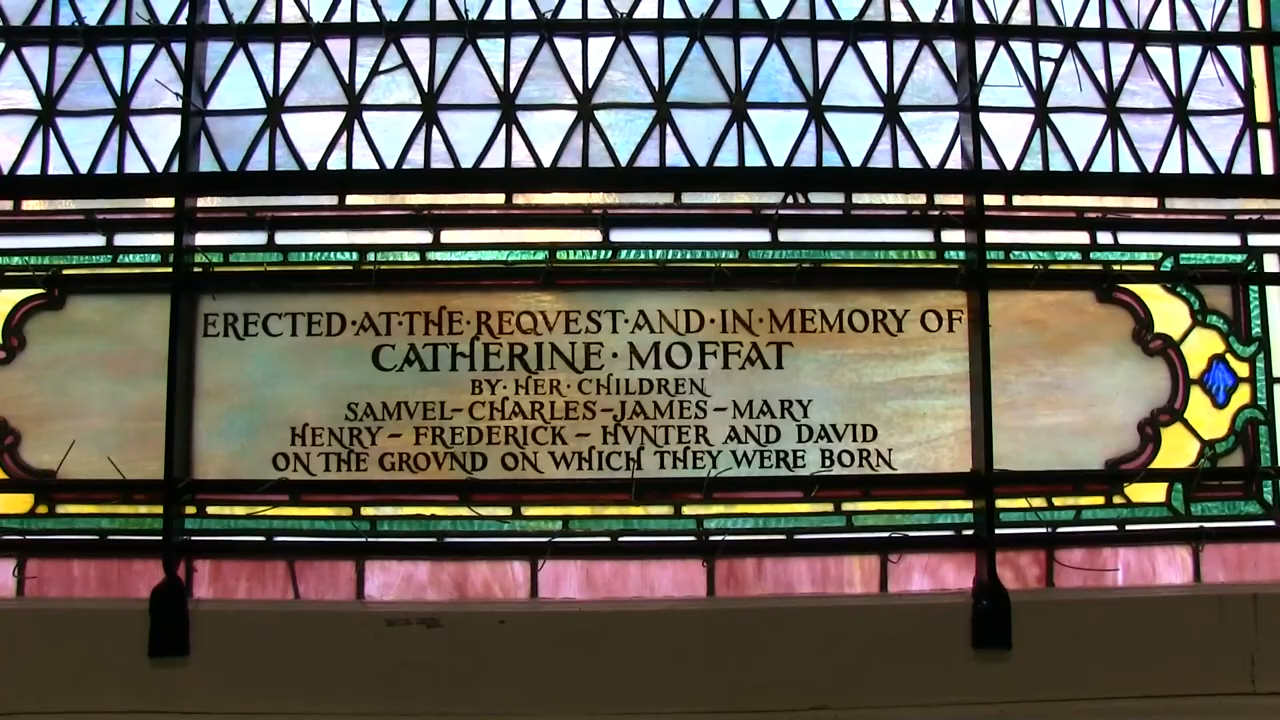 ERECTED·AT·THE·REQVEST·AND·IN·MEMORY OF
CATHERINE·MOFFAT
BY·HER·CHILDREN
SAMVEL-CHARLES-JAMES-MARY
HENRY-FREDERICK-HVNTER AND DAVID
ON THE GROVND ON WHICH THEY WERE BORN